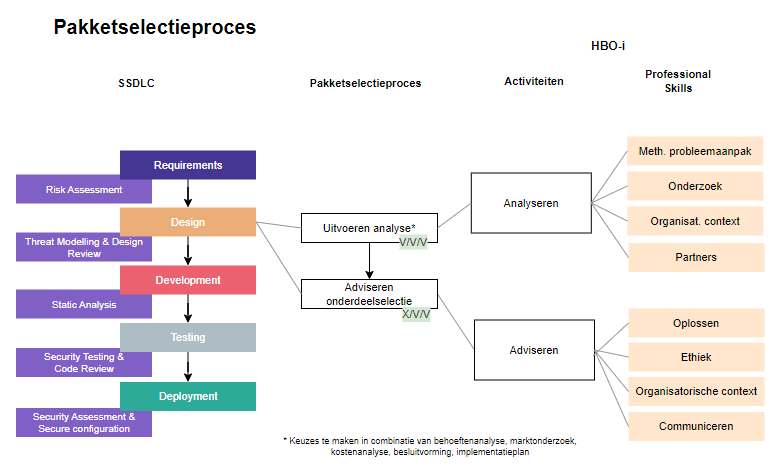 Pakketselectieproces
HBO-i
SSDLC
Pakketselectieproces
Activiteiten
Professional
Skills
Requirements
Risk Assessment
Design
Threat Modelling & Design
Review
Development
Static Analysis
Testing
Security Testing &
Code Review
Deployment
Security Assessment &
Secure configuration
Uitvoeren analyse*
V/V/V
Adviseren
onderdeelselectie
X/V/V
Analyseren
Adviseren
Meth. probleemaanpak
Onderzoek
Organisat. context
Partners
Oplossen
Ethiek
Organisatorische context
Communiceren
* Keuzes te maken in combinatie van behoeftenanalyse, marktonderzoek,
kostenanalyse, besluitvorming, implementatieplan